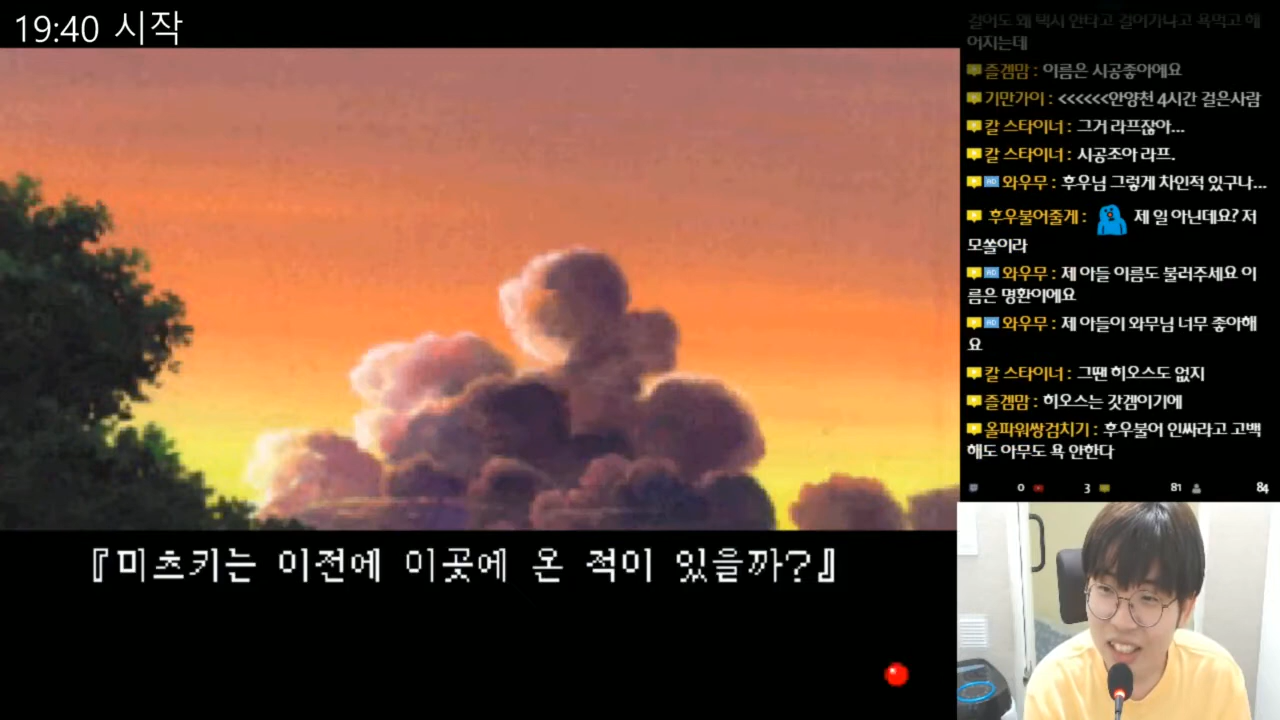 19:40 시작
걸어도 왜 택시 안타고 걸어가냐고 욕먹고 헤
어지는데
즐겜맘 : 이름은 시공좋아에요
기만가이 : <<<<<<안양천 4시간 걸은사람
칼 스타이너 : 그거 라프잖아...
칼 스타이너 : 시공조아 라프.
와우무 : 후우님 그렇게 차인적 있구나...
후우불어줄게 : 제 일 아닌데요? 저
모쏠이라
와우무 : 제 아들 이름도 불러주세요 이
름은 명환이에요
와우무 : 제 아들이 와무님 너무 좋아해
요
칼 스타이너 : 그땐 히오스도 없지
즐겜맘 : 히오스는 갓겜이기에
올파워쌍검치기 : 후우불어 인싸라고 고백
해도 아무도 욕 안한다
0 3 81 84
『미츠키는 이전에 이곳에 온 적이 있을까?』